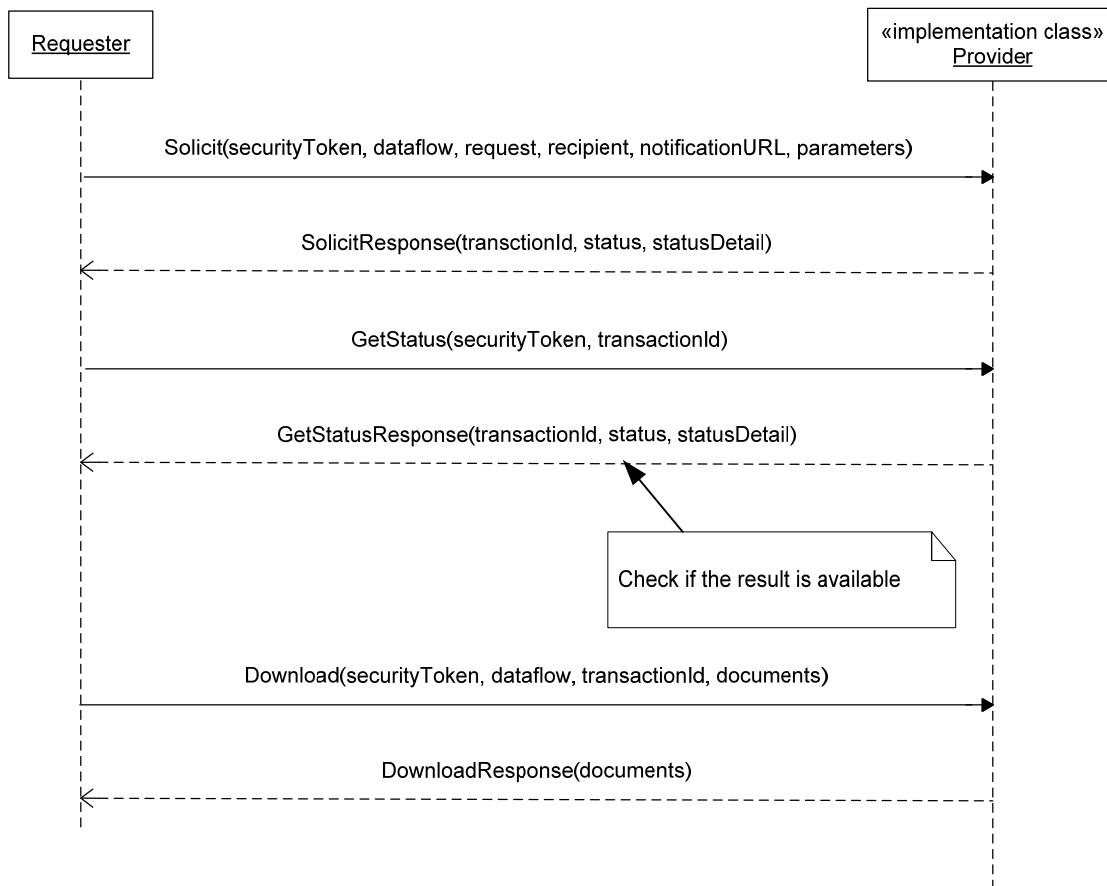 Requester
«implementation class»
Provider
Solicit(securityToken, dataflow, request, recipient, notificationURL, parameters)
SolicitResponse(transctionId, status, statusDetail)
GetStatus(securityToken, transactionId)
GetStatusResponse(transactionId, status, statusDetail)
Check if the result is available
Download(securityToken, dataflow, transactionId, documents)
DownloadResponse(documents)